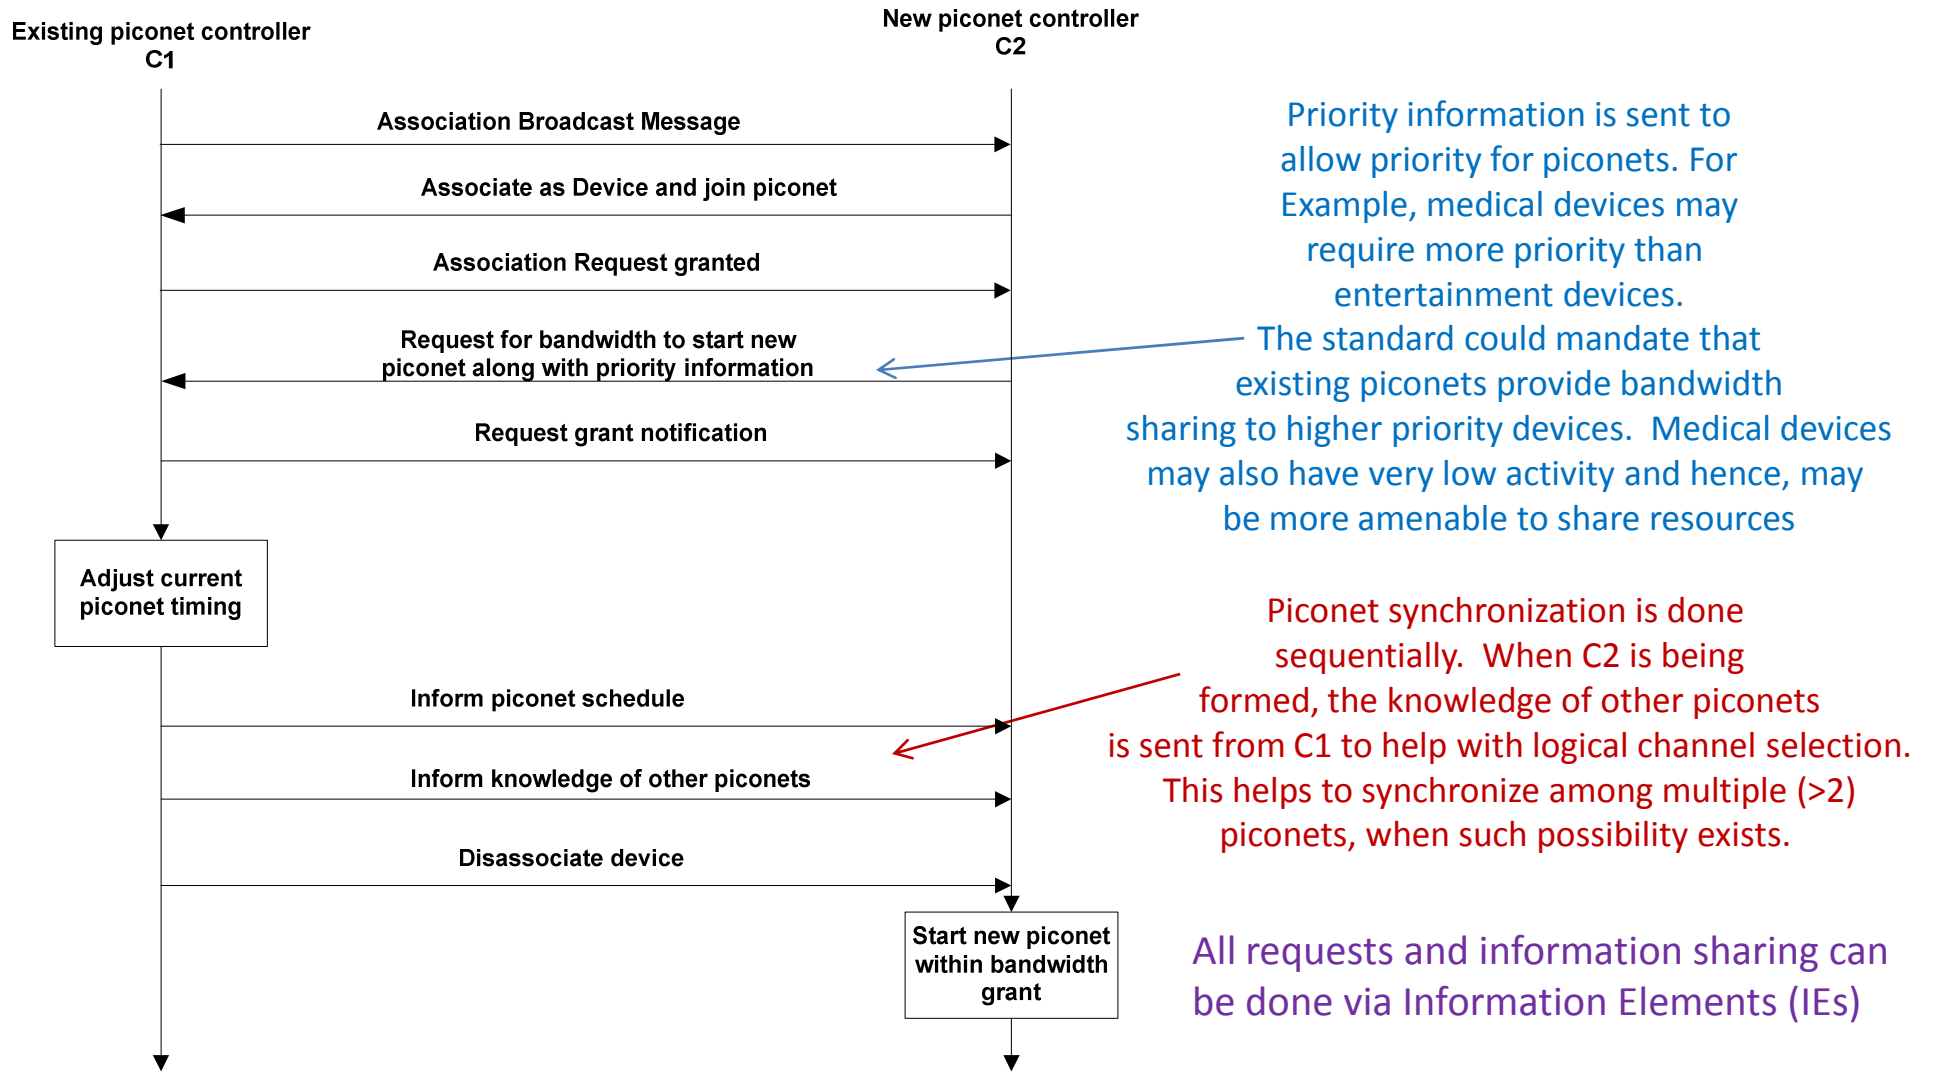 Existing piconet controller
C1
New piconet controller
C2
Association Broadcast Message
Associate as Device and join piconet
Association Request granted
Request for bandwidth to start new
piconet along with priority information
Request grant notification
Adjust current
piconet timing
Inform piconet schedule
Inform knowledge of other piconets
Disassociate device
Start new piconet
within bandwidth
grant
Priority information is sent to
allow priority for piconets. For
Example, medical devices may
require more priority than
entertainment devices.
The standard could mandate that
existing piconets provide bandwidth
sharing to higher priority devices.  Medical devices
may also have very low activity and hence, may
be more amenable to share resources
Piconet synchronization is done
sequentially.  When C2 is being
formed, the knowledge of other piconets
is sent from C1 to help with logical channel selection.
This helps to synchronize among multiple (>2)
piconets, when such possibility exists.
All requests and information sharing can
be done via Information Elements (IEs)